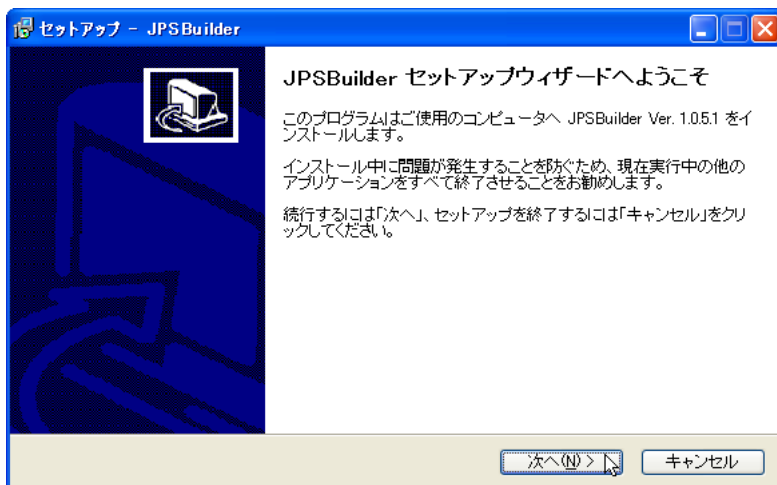 セットアップ - JPSBuilder
JPSBuilder セットアップウィザードへようこそ
このプログラムはご使用のコンピュータへ JPSBuilder Ver. 1.0.5.1 をイ
ンストールします。
インストール中に問題が発生することを防ぐため、現在実行中の他の
アプリケーションをすべて終了させることをお勧めします。
続行するには「次へ」、セットアップを終了するには「キャンセル」をクリ
ックしてください。
次へ(N) >
キャンセル